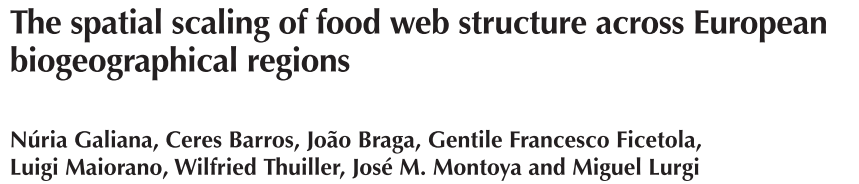 The spatial scaling of food web structure across European
biogeographical regions
Núria Galiana, Ceres Barros, João Braga, Gentile Francesco Ficetola,
Luigi Maiorano, Wilfried Thuiller, José M. Montoya and Miguel Lurgi